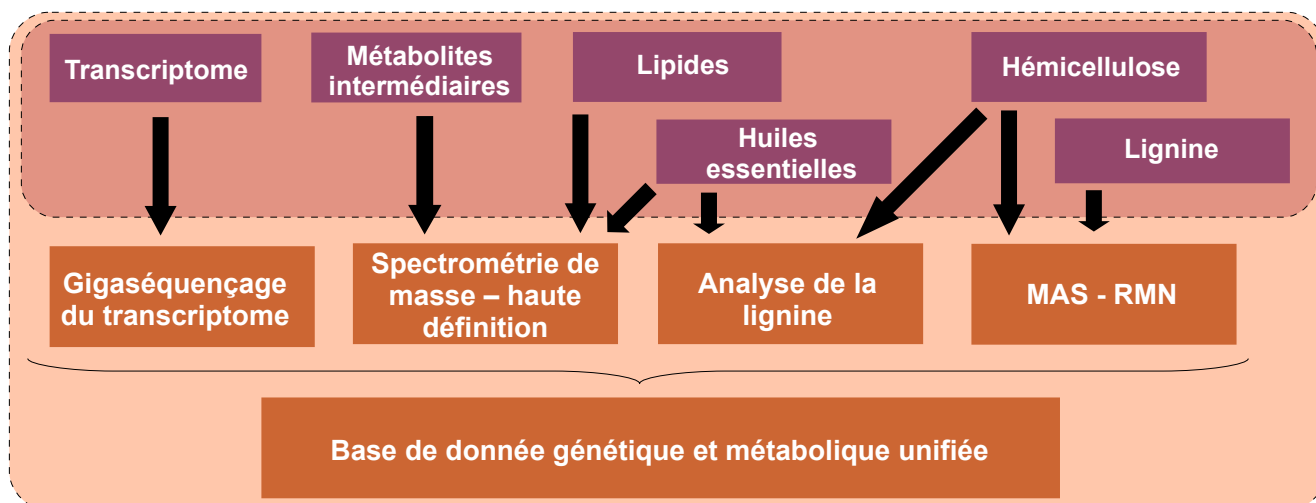 Transcriptome
Métabolites
intermédiaires
Lipides
Hémicellulose
Huiles
essentielles
Lignine
Gigaséquençage
du transcriptome
Spectrométrie de
masse – haute
définition
Analyse de la
lignine
MAS - RMN
Base de donnée génétique et métabolique unifiée